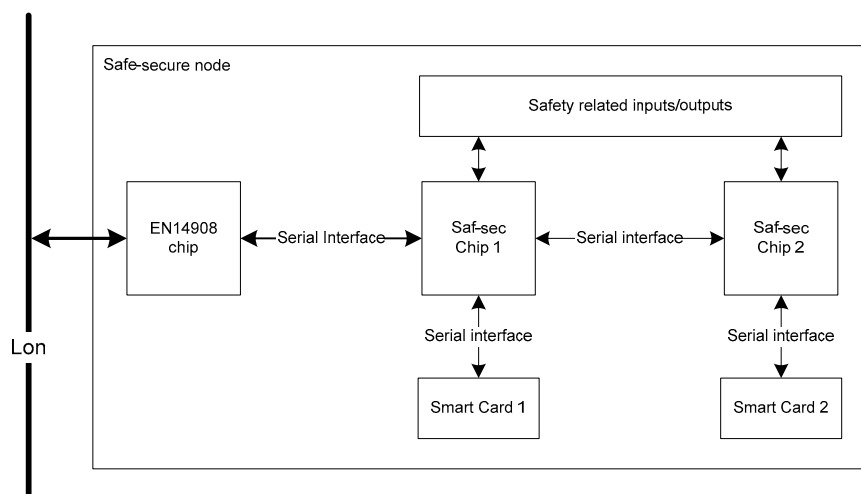 Safe-secure node
Safety related inputs/outputs
EN14908
chip
Serial Interface
Saf-sec
Chip 1
Serial interface
Saf-sec
Chip 2
Serial interface
Serial interface
Lon
Smart Card 1
Smart Card 2